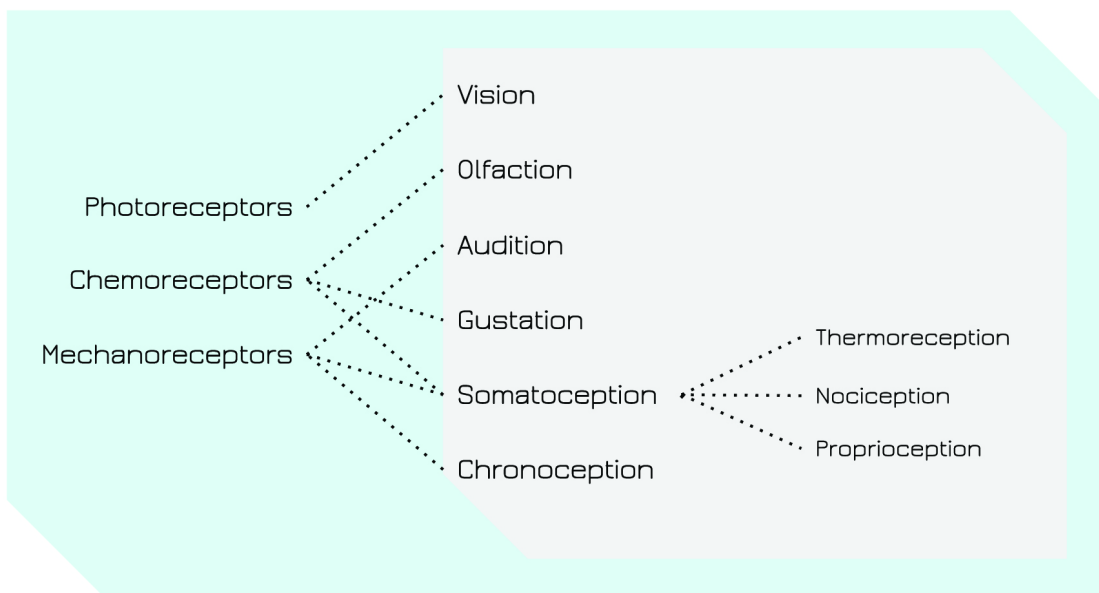 Photoreceptors
Chemoreceptors
Mechanoreceptors
Vision
Olfaction
Audition
Gustation
Somatoception
Chronoception
Thermoreception
Nociception
Proprioception